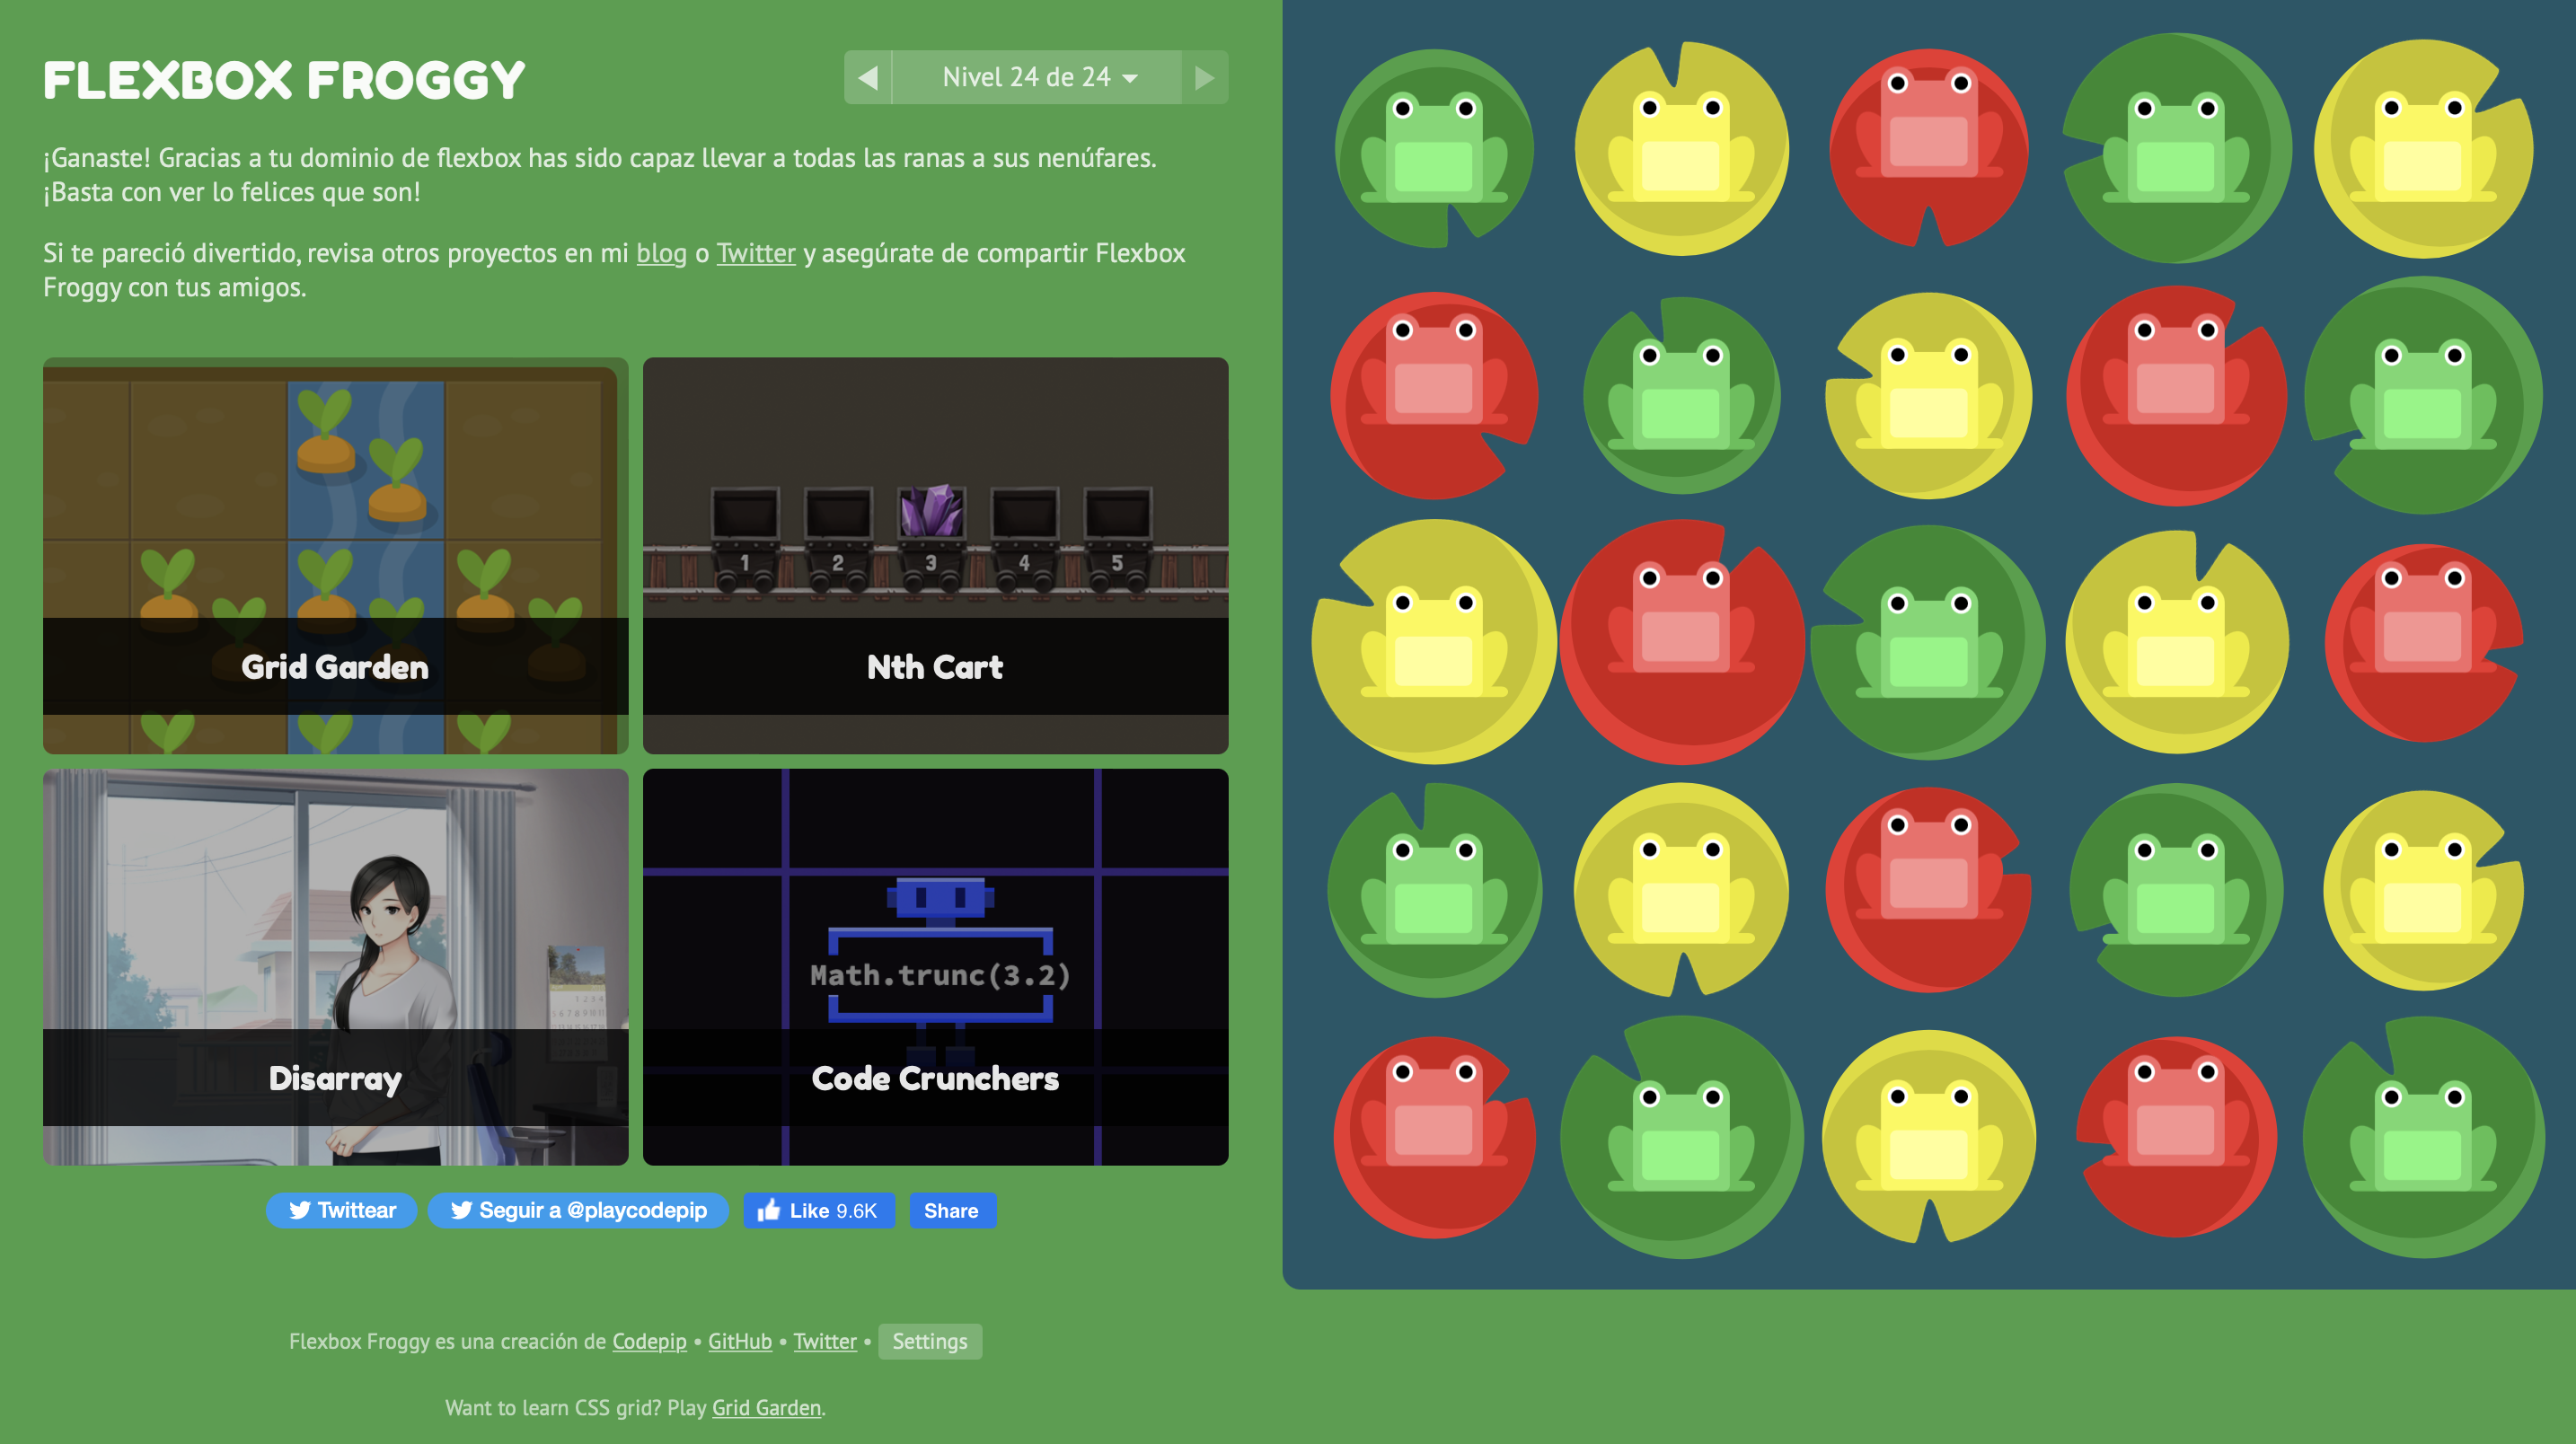 FLEXBOX FROGGY
Nivel 24 de 24
¡Ganaste! Gracias a tu dominio de flexbox has sido capaz llevar a todas las ranas a sus nenúfares.
¡Basta con ver lo felices que son!
Si te pareció divertido, revisa otros proyectos en mi blog o Twitter y asegúrate de compartir Flexbox
Froggy con tus amigos.
1 2 3 4 5
Grid Garden
Nth Cart
Math.trunc(3.2)
Disarray
Code Crunchers
Twittear
Seguir a @playcodepip
Like 9.6K
Share
Flexbox Froggy es una creación de Codepip • GitHub • Twitter • Settings
Want to learn CSS grid? Play Grid Garden.